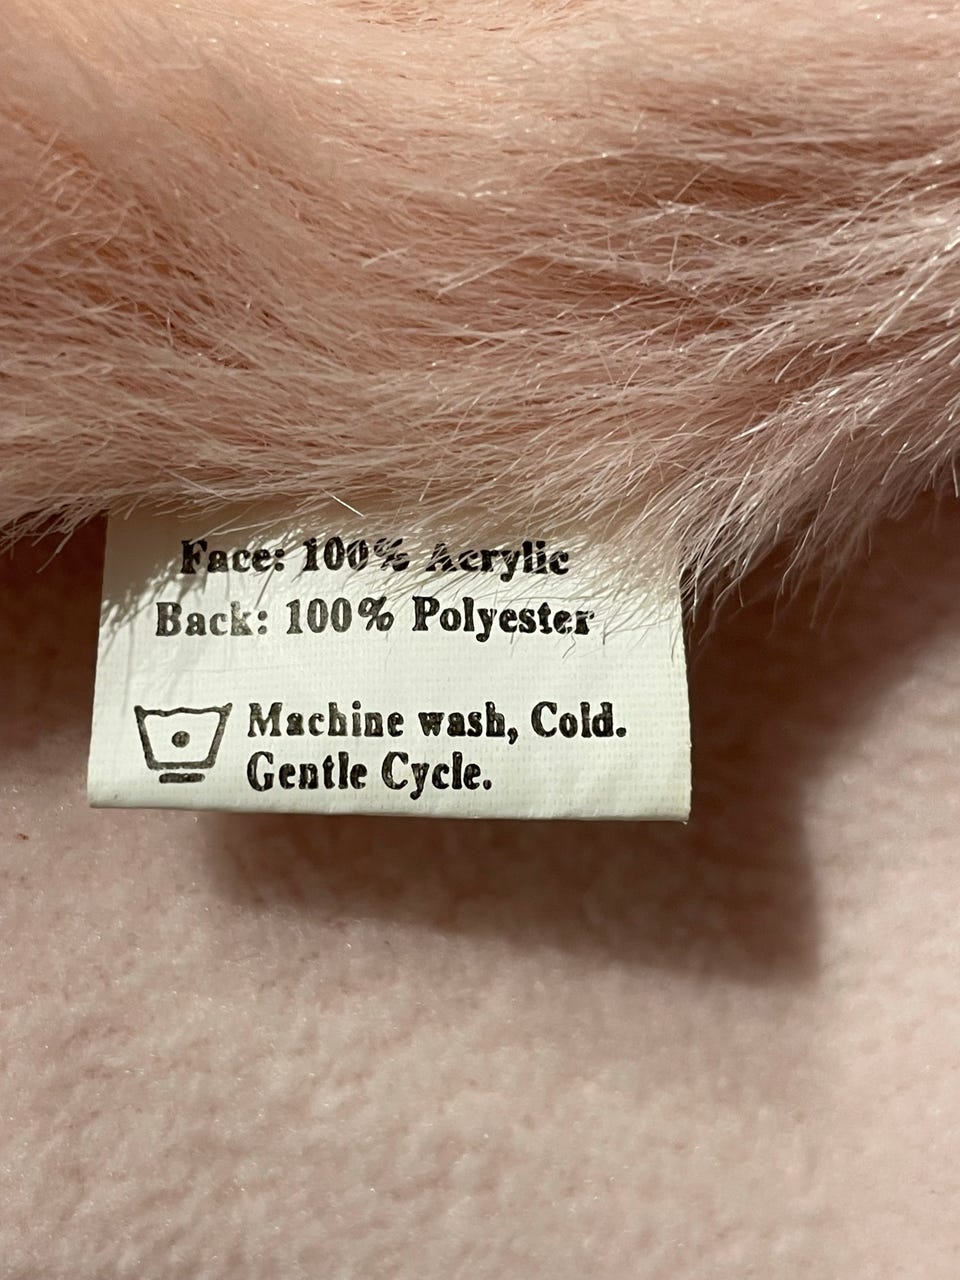 Face: 100% Acrylic
Back: 100% Polyester
Machine wash, Cold.
Gentle Cycle.